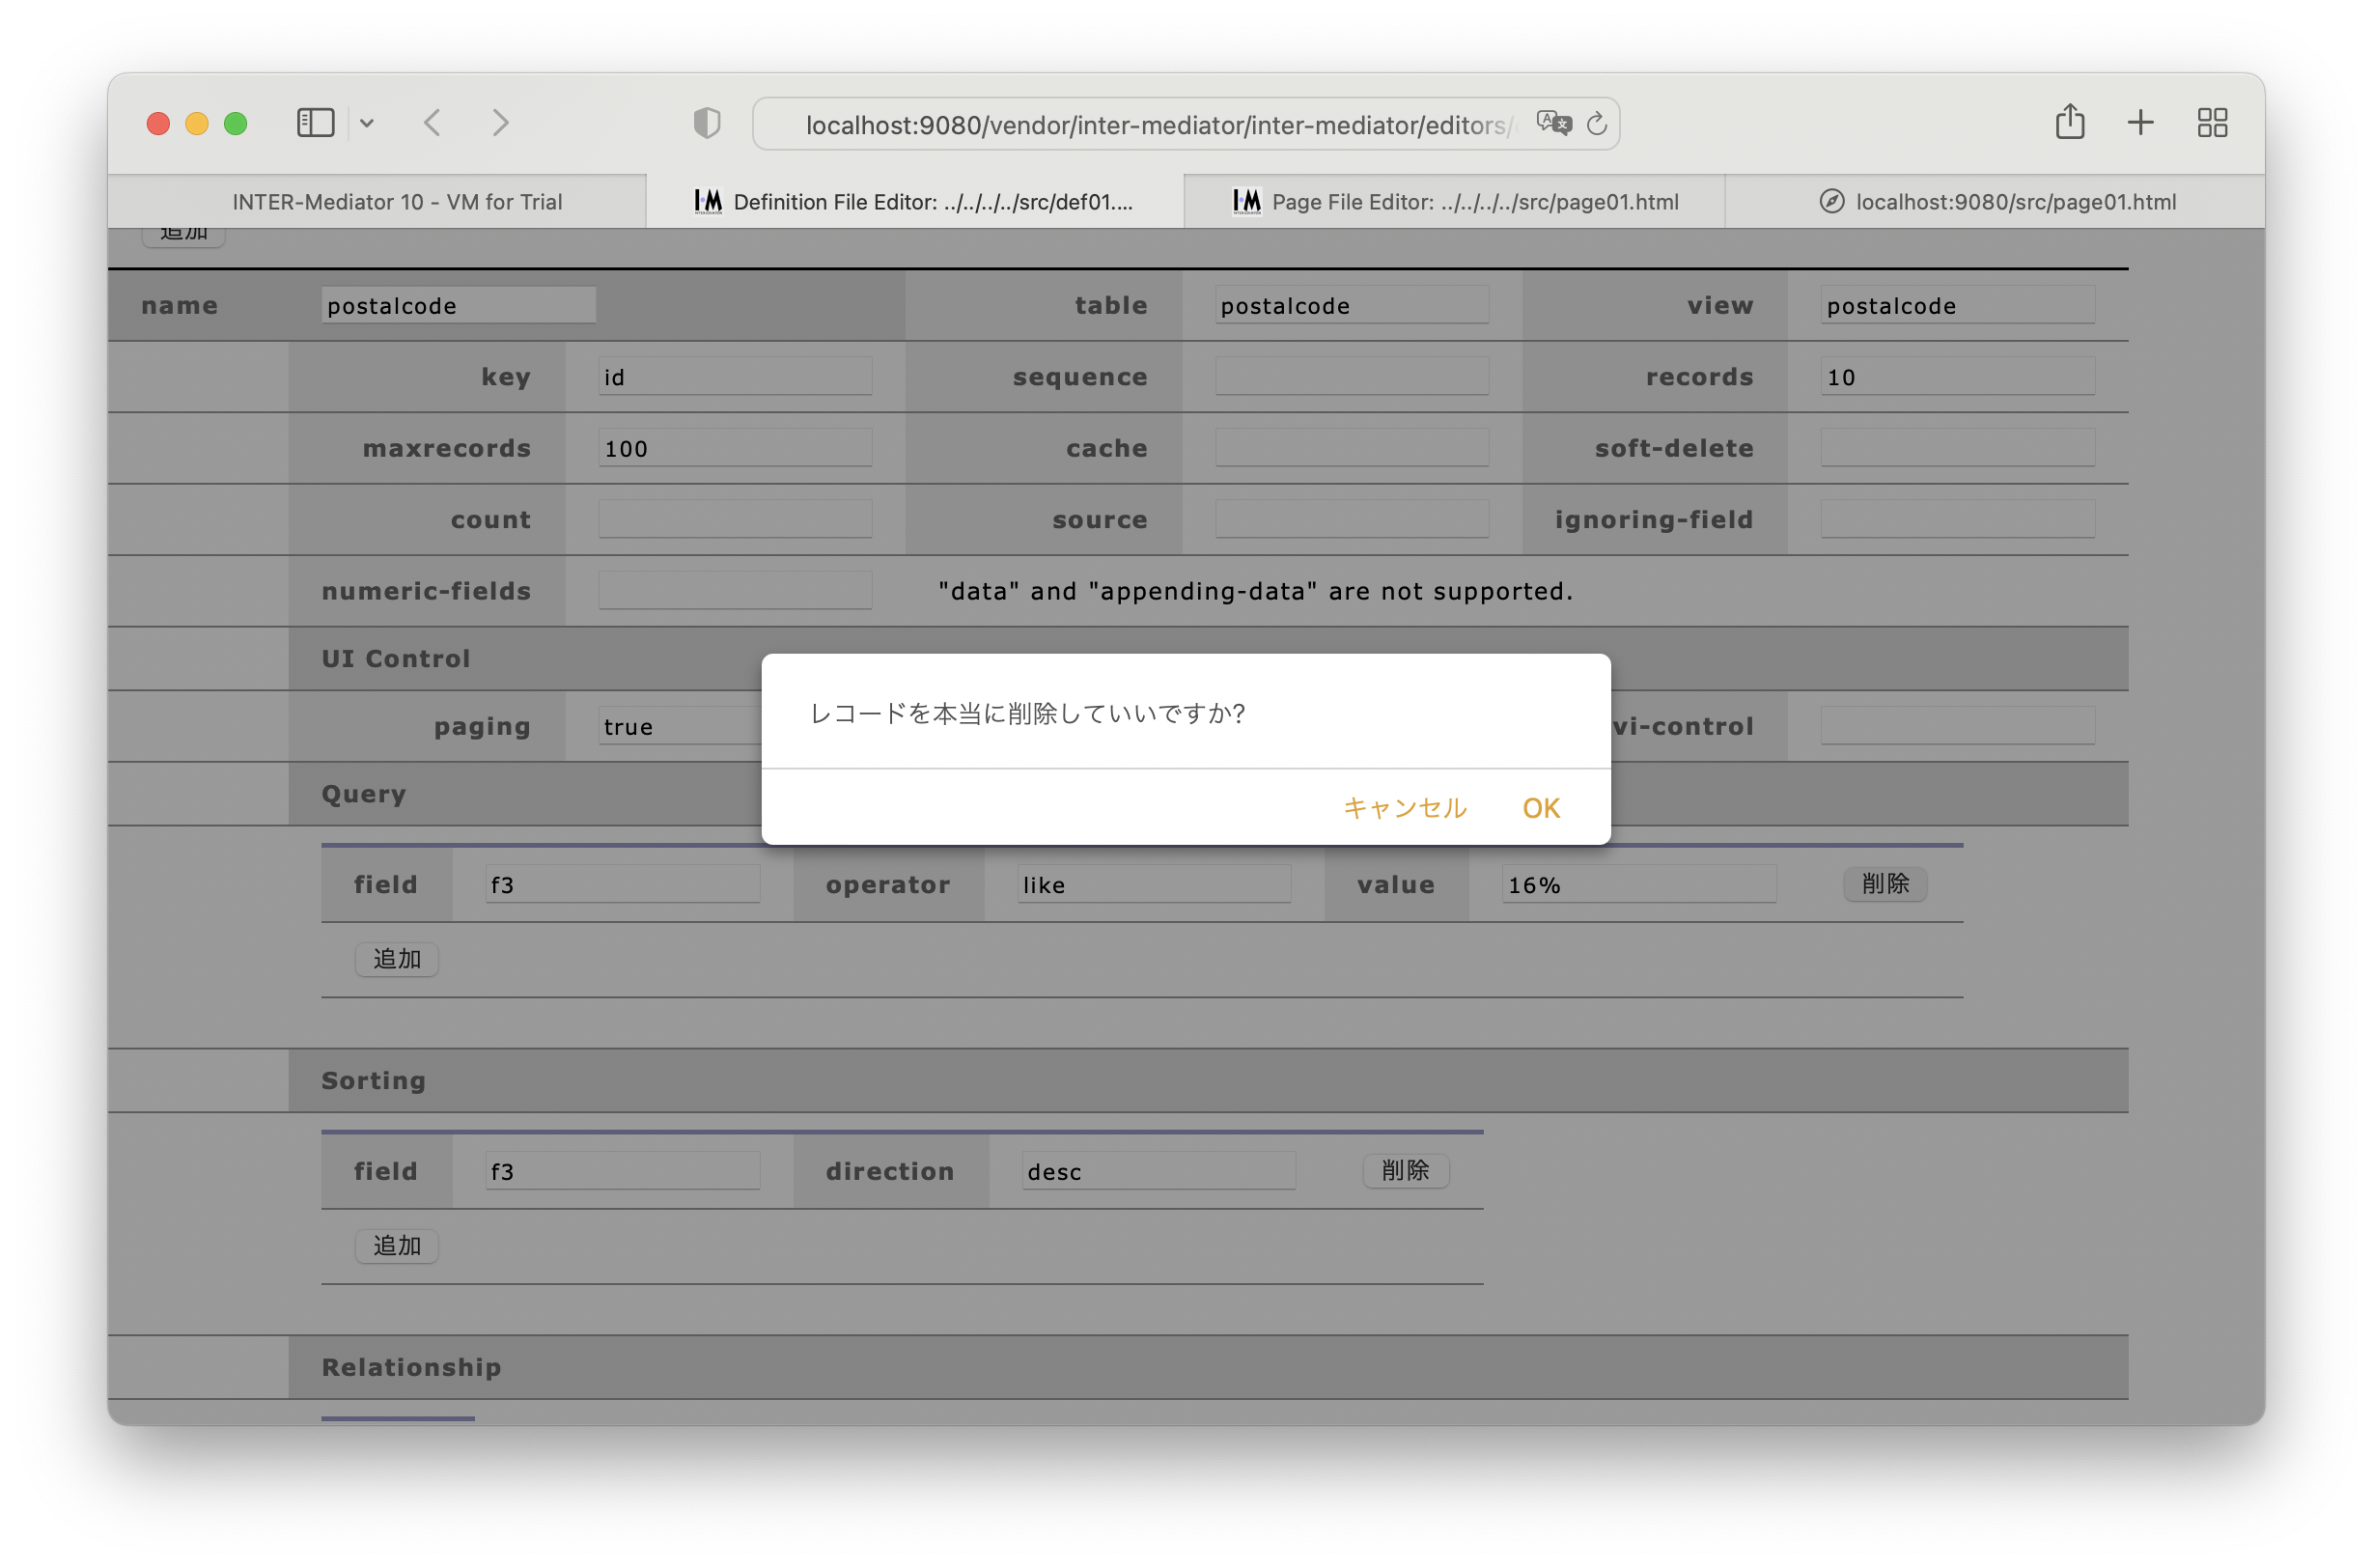 localhost:9080/vendor/inter-mediator/inter-mediator/editors/
INTER-Mediator 10 - VM for Trial
Definition File Editor: ../../../../src/def01....
Page File Editor: ../../../../src/page01.html
localhost:9080/src/page01.html
追加
name postalcode table postalcode view postalcode
key id sequence records 10
maxrecords 100 cache soft-delete
count source ignoring-field
numeric-fields "data" and "appending-data" are not supported.
UI Control
paging true vi-control
レコードを本当に削除していいですか?
キャンセル OK
Query
field f3 operator like value 16% 削除
追加
Sorting
field f3 direction desc 削除
追加
Relationship